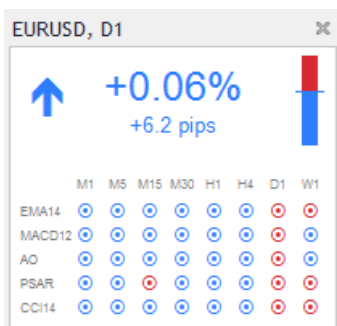 EURUSD, D1
+0.06%
+6.2 pips
M1 M5 M15 M30 H1 H4 D1 W1
EMA14
MACD12
AO
PSAR
CCI14